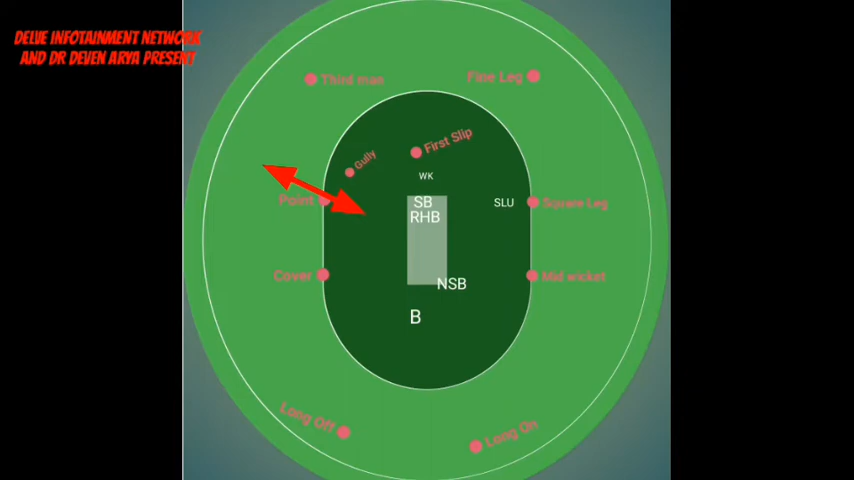 DELVE INFOTAINMENT NETWORK
AND DR DEVEN ARYA PRESENT
Third man
Fine Leg
First Slip
Gully
WK
Point
SB
RHB
SLU
Square Leg
Cover
NSB
Mid wicket
B
Long Off
Long On